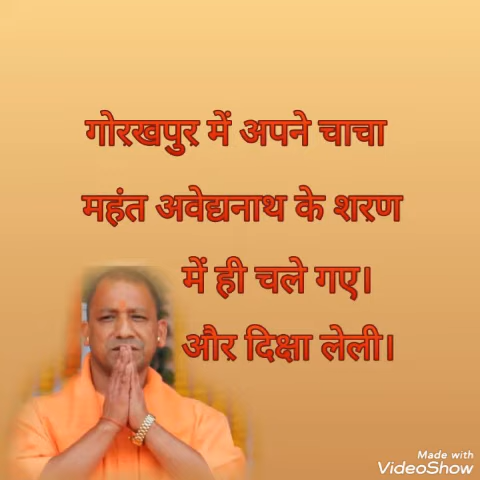 गोरखपुर में अपने चाचा
महंत अवेद्यनाथ के शरण
में ही चले गए।
और दिक्षा लेली।
Made with
VideoShow